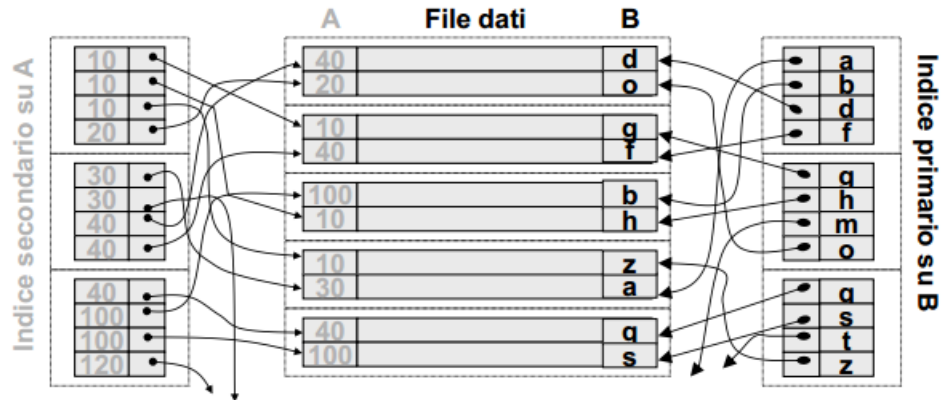 A File dati B
Indice secondario su A
10
10
10
20
30
30
40
40
40
100
100
120
40 d
20 o
10 g
40 f
100 b
10 h
10 z
30 a
40 q
100 s
a
b
d
f
g
h
m
o
q
s
t
z
Indice primario su B